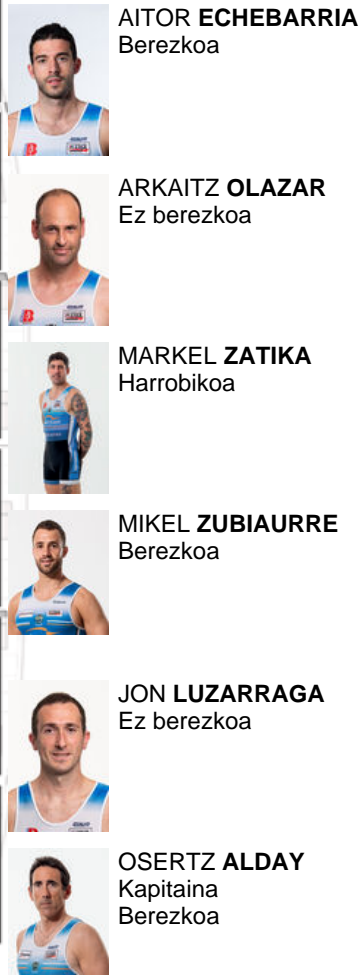 AITOR ECHEBARRIA
Berezkoa
ARKAITZ OLAZAR
Ez berezkoa
MARKEL ZATIKA
Harrobikoa
MIKEL ZUBIAURRE
Berezkoa
JON LUZARRAGA
Ez berezkoa
OSERTZ ALDAY
Kapitaina
Berezkoa